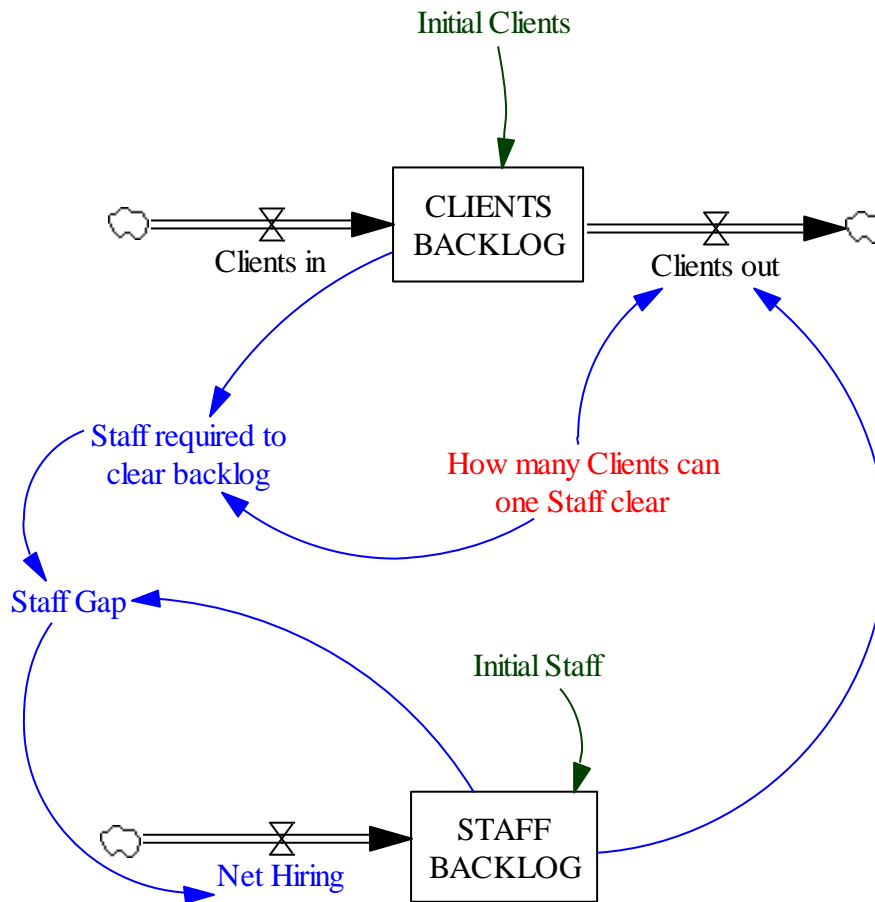 Initial Clients
CLIENTS
BACKLOG
Clients in
Clients out
Staff required to
clear backlog
How many Clients can
one Staff clear
Staff Gap
Initial Staff
STAFF
BACKLOG
Net Hiring